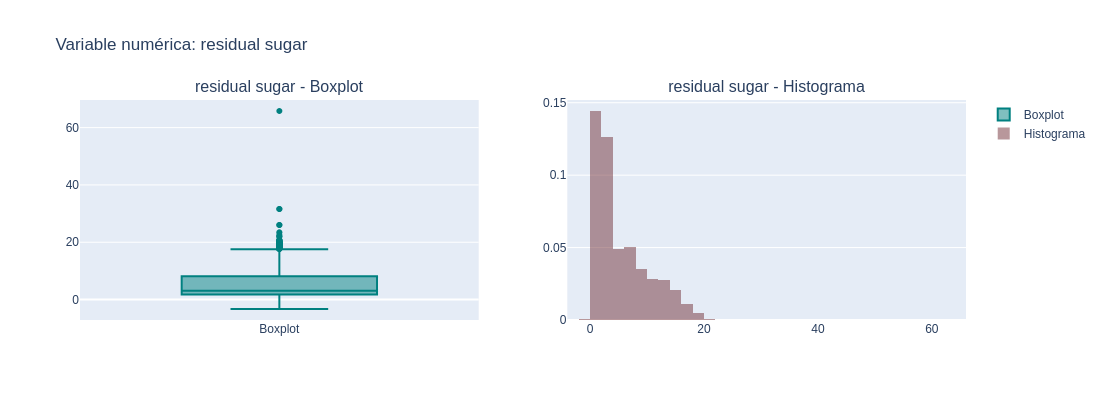 Variable numérica: residual sugar
residual sugar - Boxplot
60
40
20
0
Boxplot
residual sugar - Histograma
0.15
0.1
0.05
0
0
20
40
60
Boxplot
Histograma